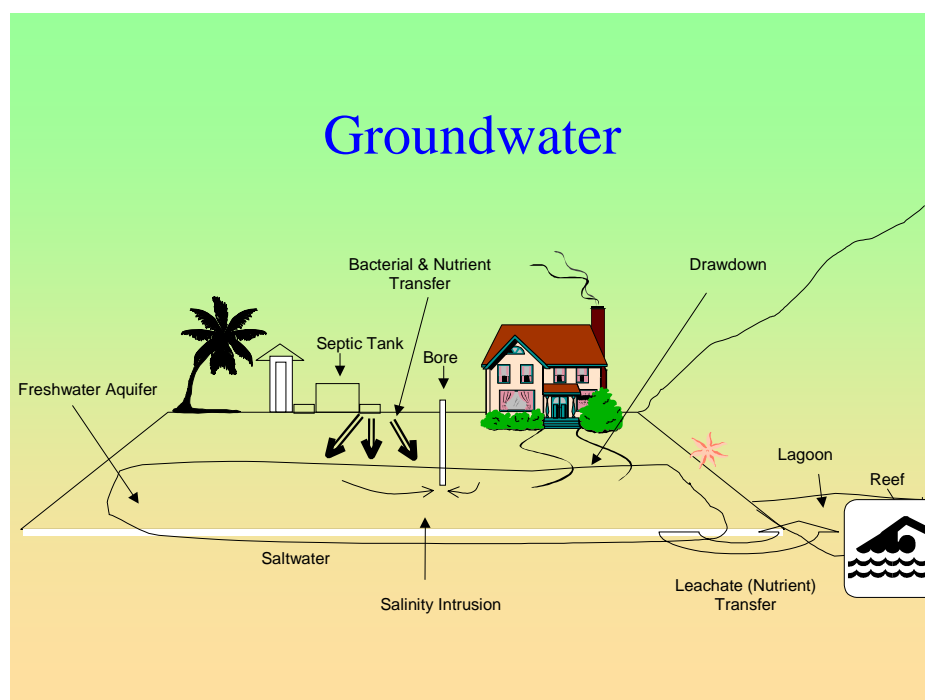 Groundwater
Bacterial & Nutrient
Transfer
Drawdown
Septic Tank
Bore
Freshwater Aquifer
Lagoon
Reef
Saltwater
Salinity Intrusion
Leachate (Nutrient)
Transfer